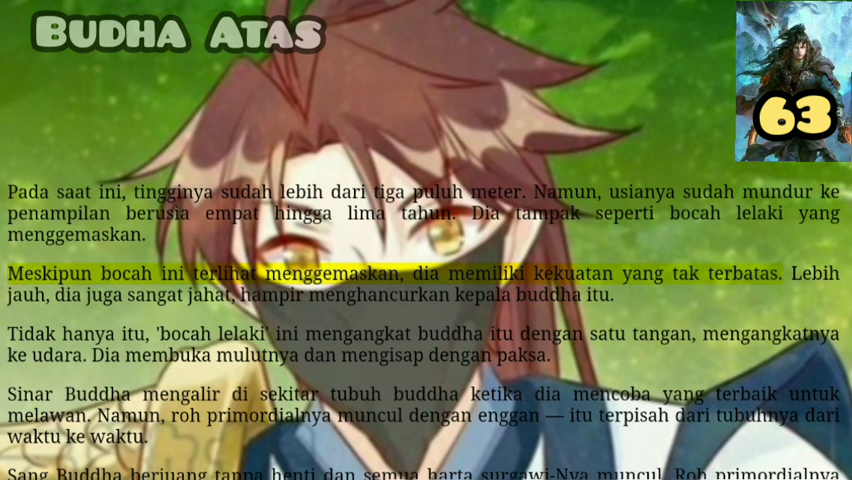 BUDHA ATAS
63
Pada saat ini, tingginya sudah lebih dari tiga puluh meter. Namun, usianya sudah mundur ke
penampilan berusia empat hingga lima tahun. Dia tampak seperti bocah lelaki yang
menggemaskan.
Meskipun bocah ini terlihat menggemaskan, dia memiliki kekuatan yang tak terbatas. Lebih
jauh, dia juga sangat jahat, hampir menghancurkan kepala buddha itu.
Tidak hanya itu, 'bocah lelaki' ini mengangkat buddha itu dengan satu tangan, mengangkatnya
ke udara. Dia membuka mulutnya dan mengisap dengan paksa.
Sinar Buddha mengalir di sekitar tubuh buddha ketika dia mencoba yang terbaik untuk
melawan. Namun, roh primordialnya muncul dengan enggan — itu terpisah dari tubuhnya dari
waktu ke waktu.
Sang Buddha berjuang tanpa henti dan semua harta surgawi-Nya muncul. Roh primordialnya